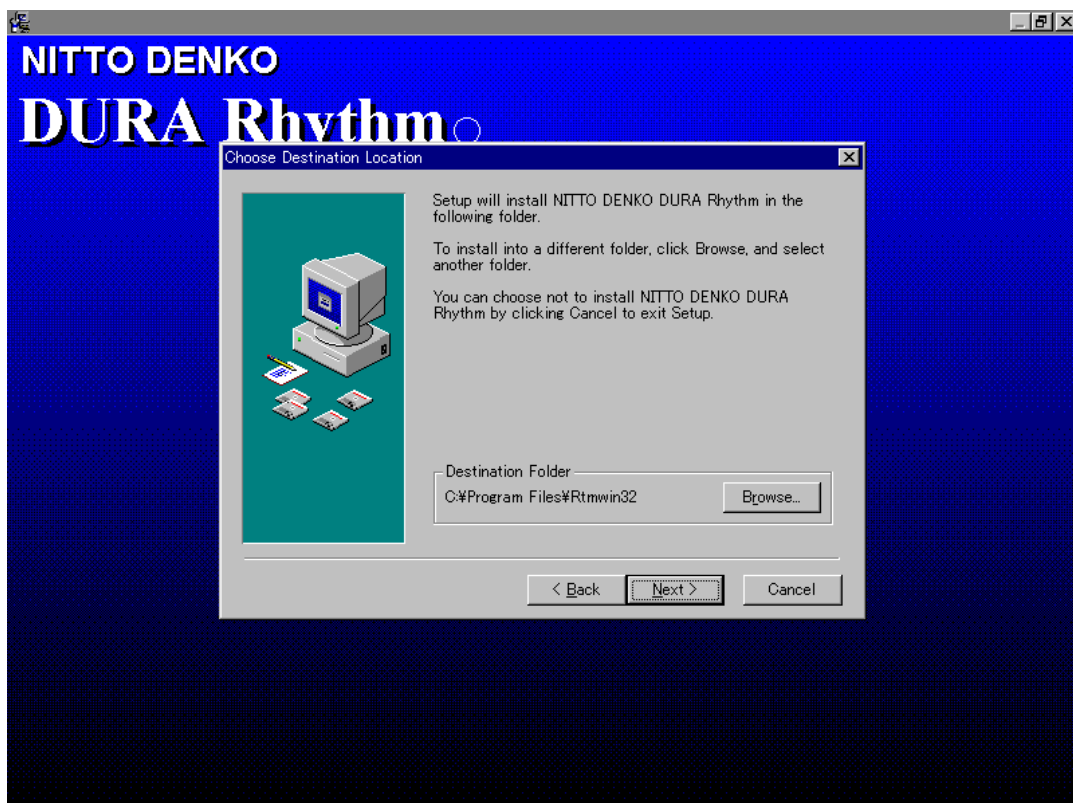 NITTO DENKO
DURA Rhythm○
Choose Destination Location
Setup will install NITTO DENKO DURA Rhythm in the
following folder.
To install into a different folder, click Browse, and select
another folder.
You can choose not to install NITTO DENKO DURA
Rhythm by clicking Cancel to exit Setup.
Destination Folder
C:¥Program Files¥Rtmwin32
Browse...
< Back
Next >
Cancel